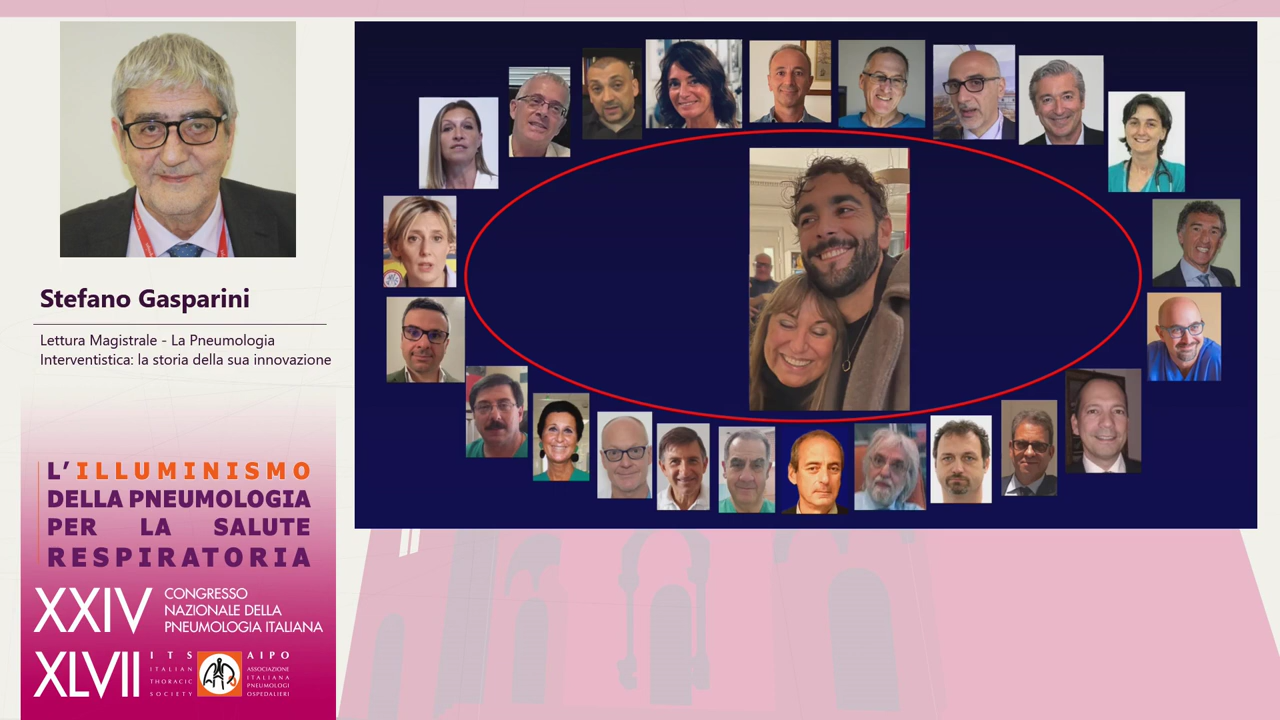 Stefano Gasparini
Lettura Magistrale - La Pneumologia
Interventistica: la storia della sua innovazione
L'ILLUMINISMO
DELLA PNEUMOLOGIA
PER LA SALUTE
RESPIRATORIA
XXIV
CONGRESSO
NAZIONALE DELLA
PNEUMOLOGIA ITALIANA
XLVII
ITS
ITALIAN
THORACIC
SOCIETY
AIPO
ASSOCIAZIONE
ITALIANA
PNEUMOLOGI
OSPEDALIERI